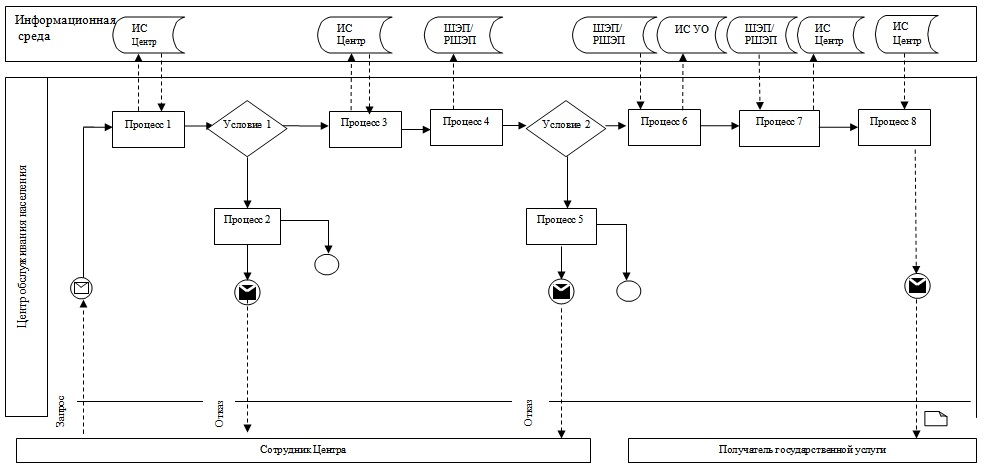 Информационная
среда
ИС
Центр
ИС
Центр
ШЭП/
РШЭП
ШЭП/
РШЭП
ИС УО
ШЭП/
РШЭП
ИС
Центр
ИС
Центр
Центр обслуживания населения
Процесс 1
Условие 1
Процесс 3
Процесс 4
Условие 2
Процесс 6
Процесс 7
Процесс 8
Процесс 2
Процесс 5
Запрос
Отказ
Отказ
Сотрудник Центра
Получатель государственной услуги